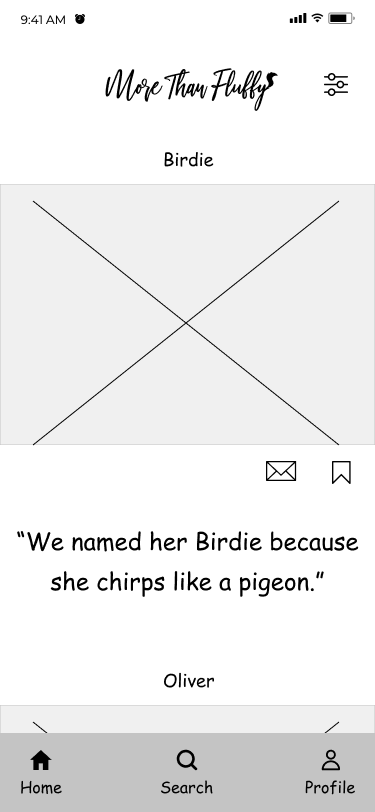 9:41 AM
More Than Fluffy
Birdie
“We named her Birdie because
she chirps like a pigeon.”
Oliver
Home
Search
Profile